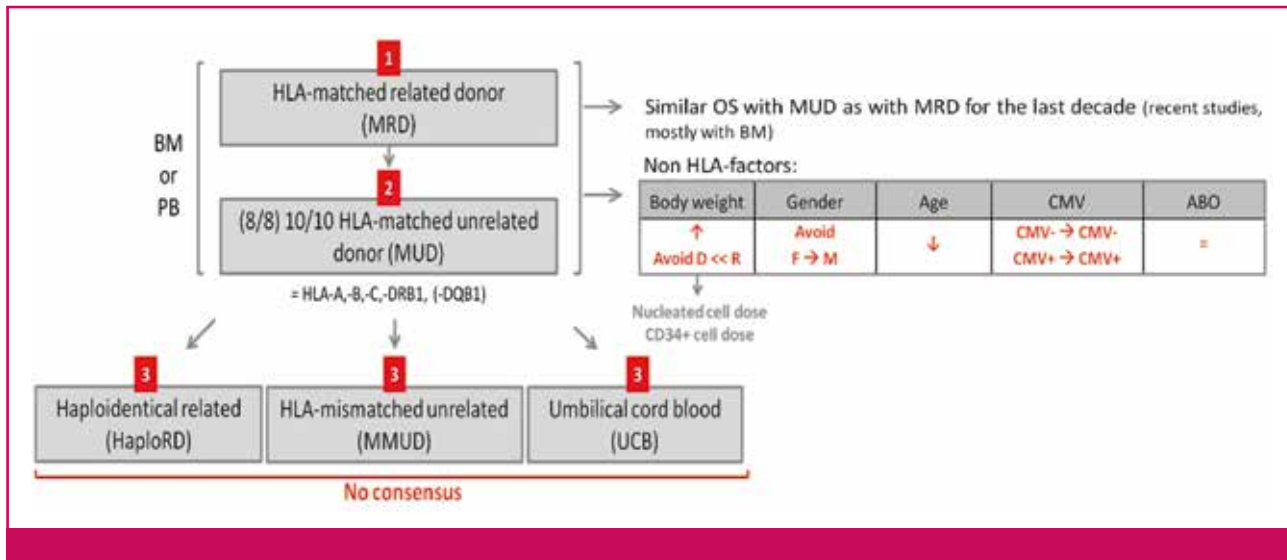 1
HLA-matched related donor
(MRD)
BM
or
PB
2
(8/8) 10/10 HLA-matched unrelated
donor (MUD)
= HLA-A,-B,-C,-DRB1, (-DQB1)
→ Similar OS with MUD as with MRD for the last decade (recent studies,
mostly with BM)
Non HLA-factors:
Body weight Gender Age CMV ABO
↑ Avoid ↓ CMV- → CMV- =
Avoid D << R F → M CMV+ → CMV+
Nucleated cell dose
CD34+ cell dose
3
Haploidentical related
(HaploRD)
3
HLA-mismatched unrelated
(MMUD)
3
Umbilical cord blood
(UCB)
No consensus